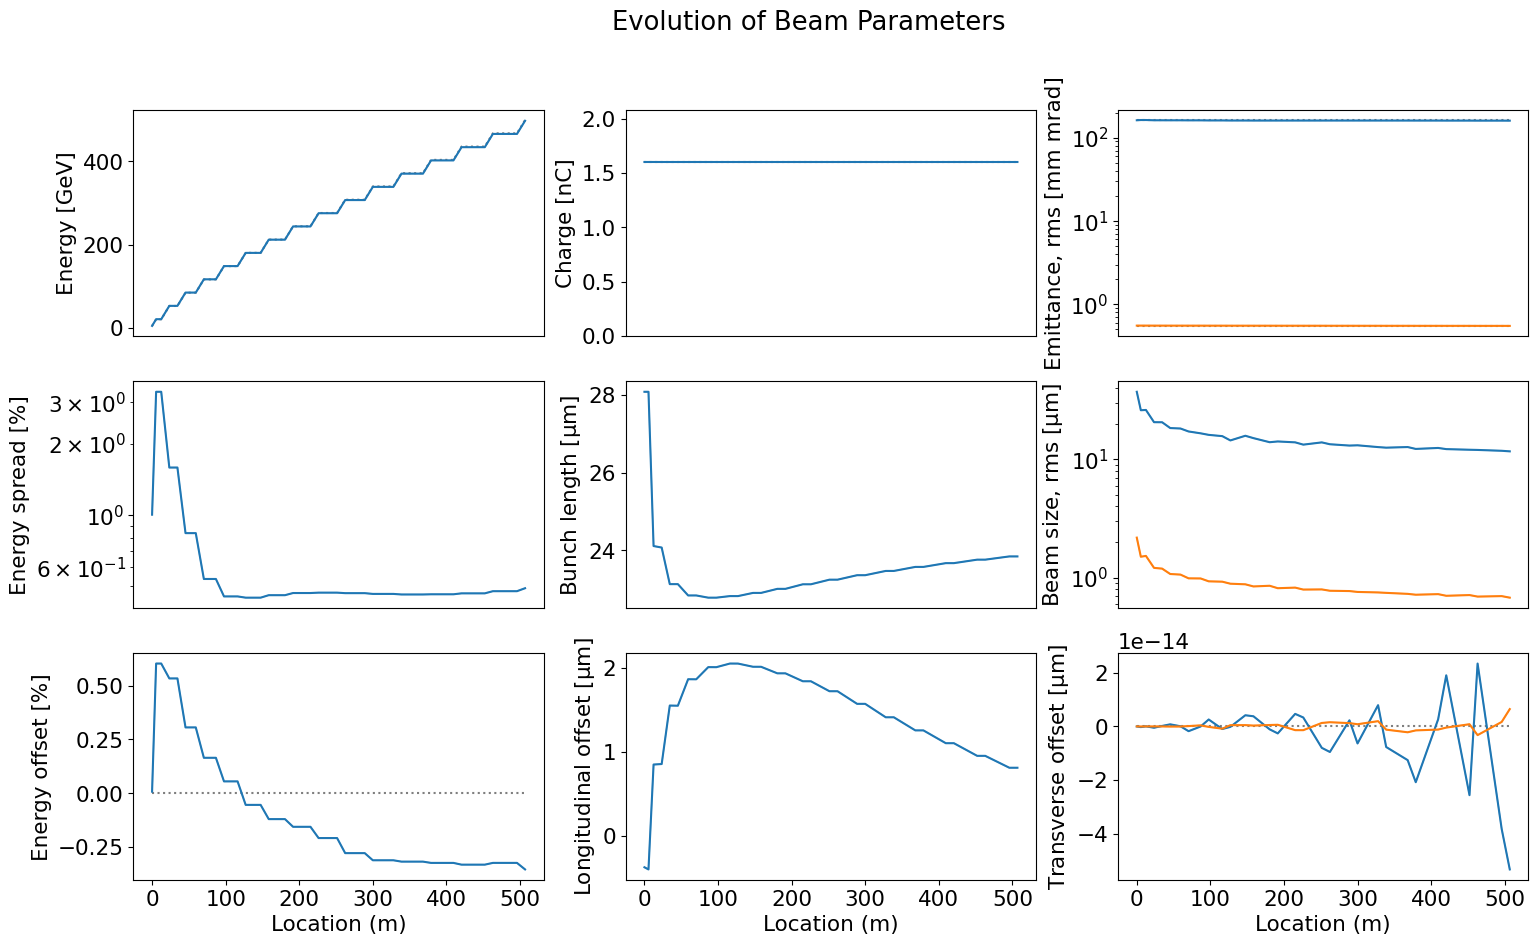 Evolution of Beam Parameters
Energy [GeV]
400
200
0
Charge [nC]
2.0
1.5
1.0
0.5
0.0
Emittance, rms [mm mrad]
10²
10¹
10⁰
Energy spread [%]
3 × 10⁰
2 × 10⁰
10⁰
6 × 10⁻¹
Bunch length [µm]
28
26
24
Beam size, rms [µm]
10¹
10⁰
Energy offset [%]
0.50
0.25
0.00
−0.25
0 100 200 300 400 500
Location (m)
Longitudinal offset [µm]
2
1
0
0 100 200 300 400 500
Location (m)
Transverse offset [µm]
1e−14
2
0
−2
−4
0 100 200 300 400 500
Location (m)